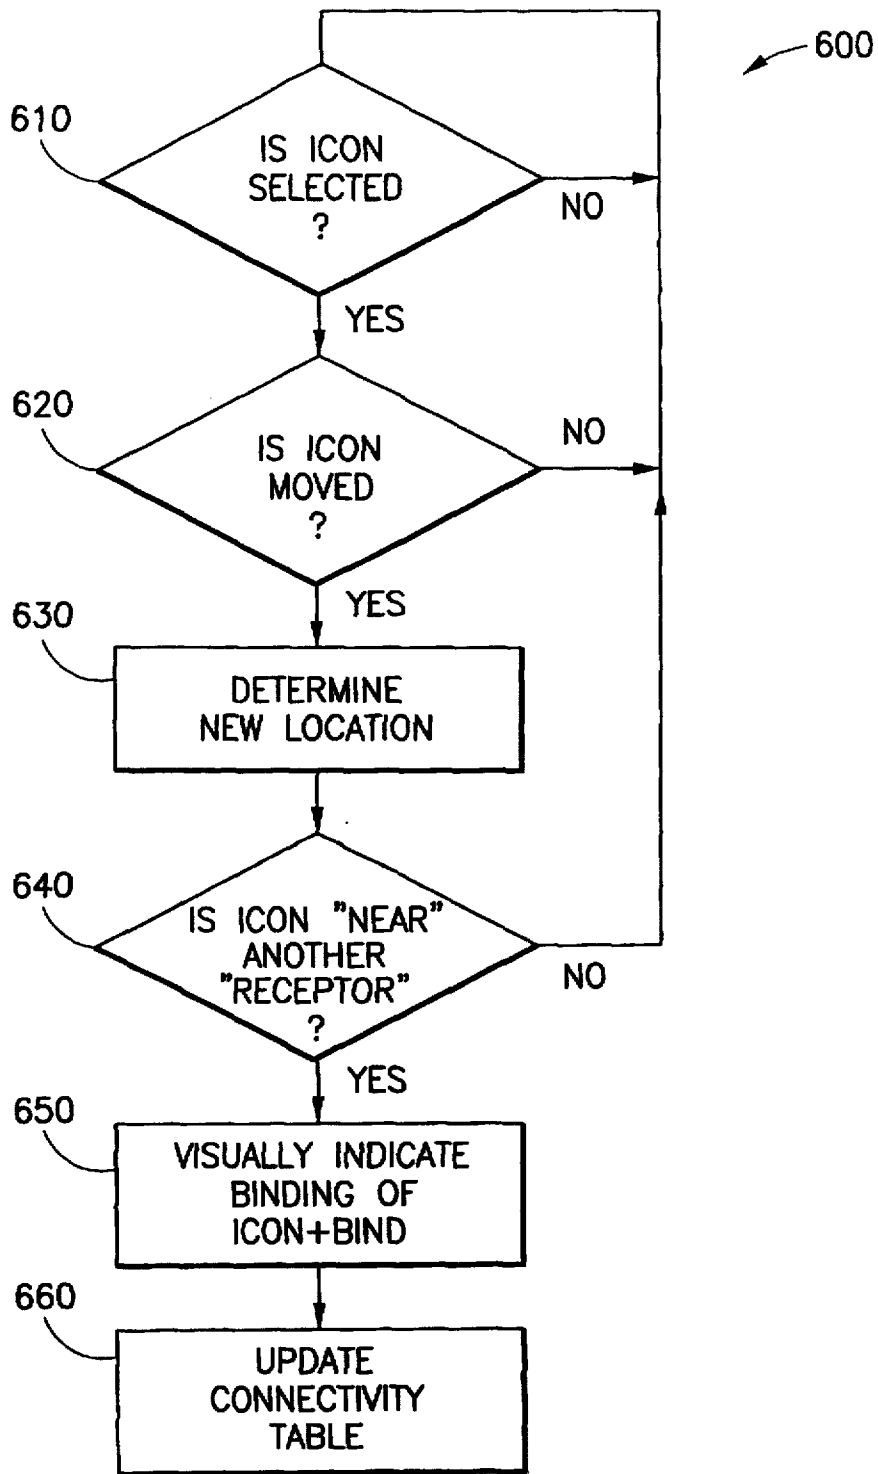 600
610
IS ICON
SELECTED
?
NO
YES
620
IS ICON
MOVED
?
NO
YES
630
DETERMINE
NEW LOCATION
640
IS ICON "NEAR"
ANOTHER
"RECEPTOR"
?
NO
YES
650
VISUALLY INDICATE
BINDING OF
ICON+BIND
660
UPDATE
CONNECTIVITY
TABLE